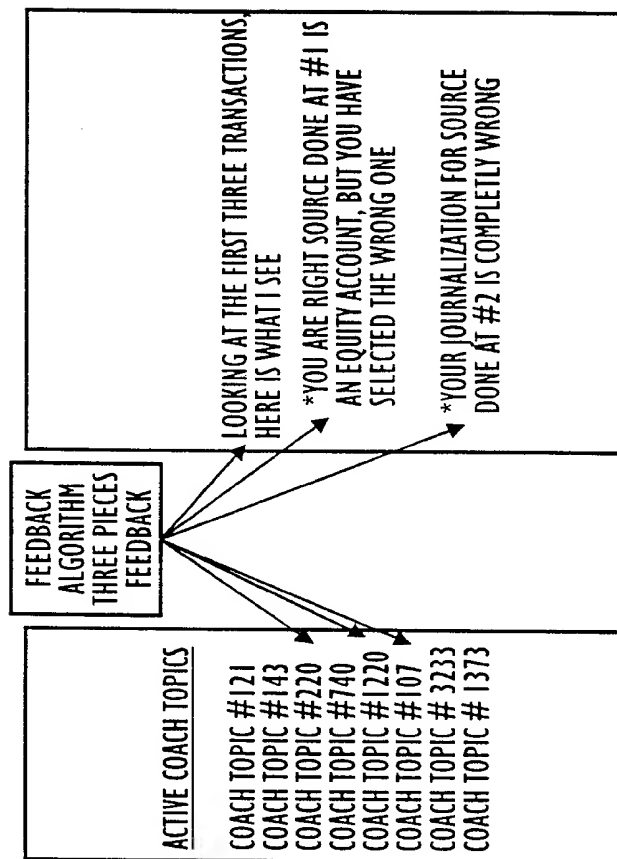 ACTIVE COACH TOPICS
COACH TOPIC #121
COACH TOPIC #143
COACH TOPIC #220
COACH TOPIC #740
COACH TOPIC #1220
COACH TOPIC #107
COACH TOPIC # 3233
COACH TOPIC # 1373
FEEDBACK
ALGORITHM
THREE PIECES
FEEDBACK
LOOKING AT THE FIRST THREE TRANSACTIONS,
HERE IS WHAT I SEE
*YOU ARE RIGHT SOURCE DONE AT #1 IS
AN EQUITY ACCOUNT, BUT YOU HAVE
SELECTED THE WRONG ONE
*YOUR JOURNALIZATION FOR SOURCE
DONE AT #2 IS COMPLETLY WRONG